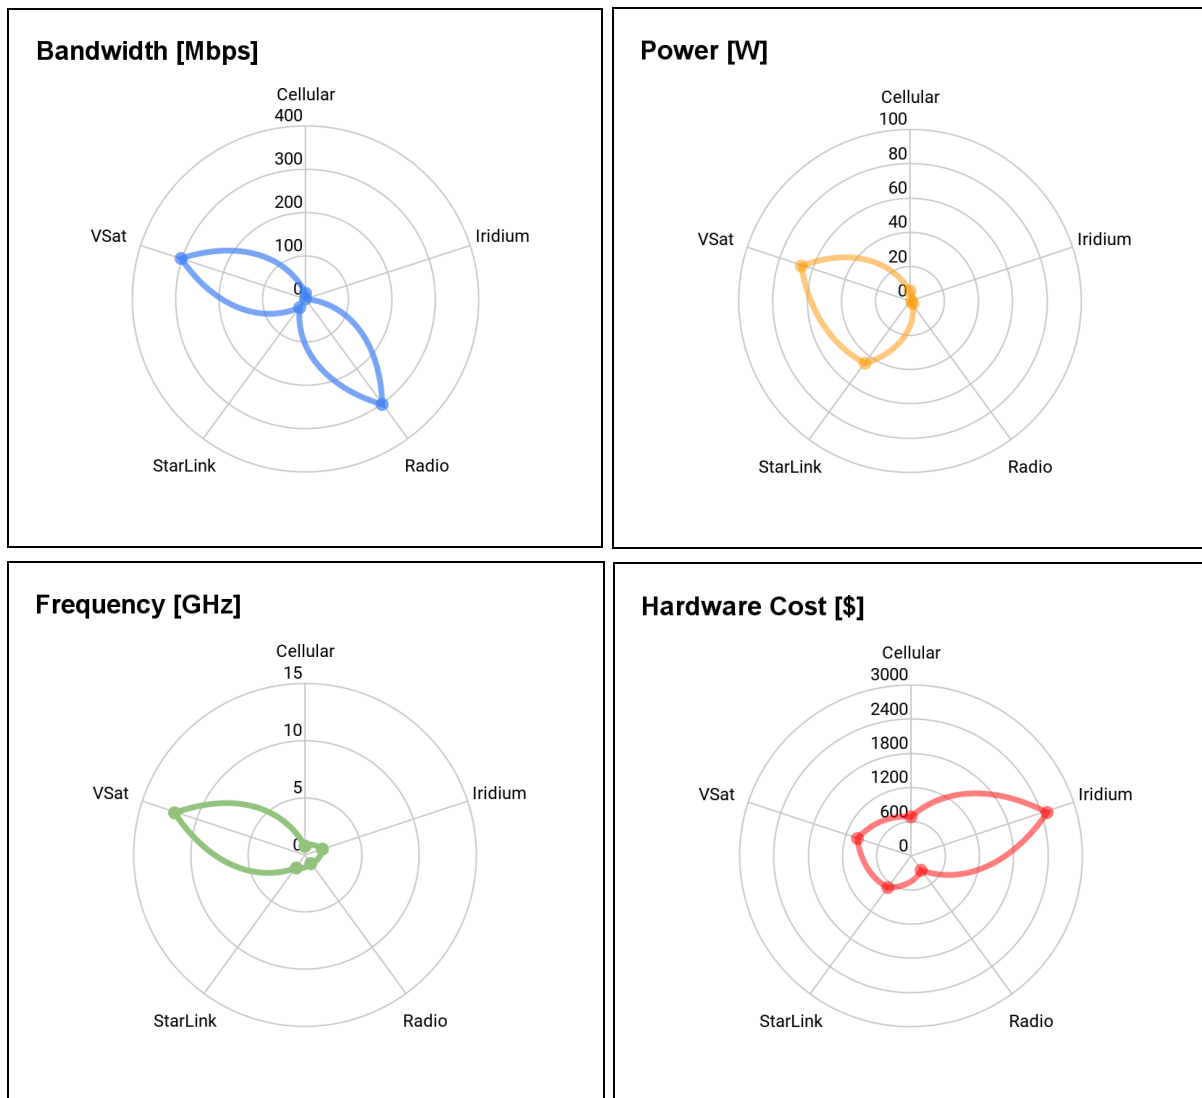 Bandwidth [Mbps]
Cellular
400
300
200
100
0
VSat
Iridium
StarLink
Radio
Power [W]
Cellular
100
80
60
40
20
0
VSat
Iridium
StarLink
Radio
Frequency [GHz]
Cellular
15
10
5
0
VSat
Iridium
StarLink
Radio
Hardware Cost [$]
Cellular
3000
2400
1800
1200
600
0
VSat
Iridium
StarLink
Radio